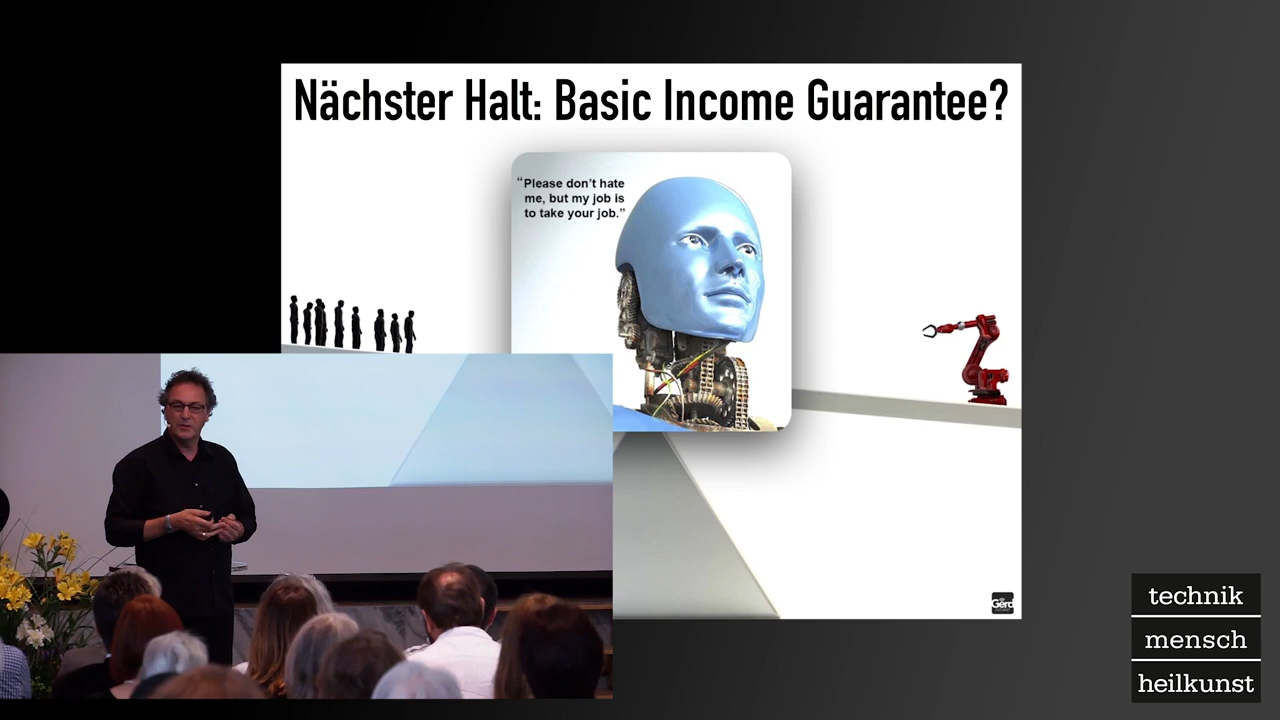 Nächster Halt: Basic Income Guarantee?
“Please don’t hate
me, but my job is
to take your job.”
Gerd
technik
mensch
heilkunst